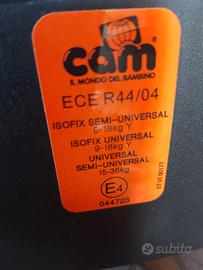 cam
IL MONDO DEL BAMBINO
ECE R44/04
ISOFIX SEMI-UNIVERSAL
0-18kg Y
ISOFIX UNIVERSAL
9-18kg Y
UNIVERSAL
SEMI-UNIVERSAL
15-36kg
E4
044723
subito